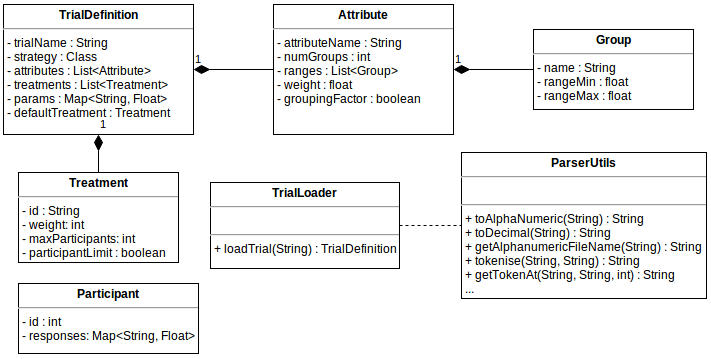 TrialDefinition
- trialName : String
- strategy : Class
- attributes : List<Attribute>
- treatments : List<Treatment>
- params : Map<String, Float>
- defaultTreatment : Treatment
1
1
Attribute
- attributeName : String
- numGroups : int
- ranges : List<Group>
- weight : float
- groupingFactor : boolean
1
Group
- name : String
- rangeMin : float
- rangeMax : float
Treatment
- id : String
- weight: int
- maxParticipants: int
- participantLimit : boolean
TrialLoader
+ loadTrial(String) : TrialDefinition
ParserUtils
+ toAlphaNumeric(String) : String
+ toDecimal(String) : String
+ getAlphanumericFileName(String) : String
+ tokenise(String, String) : String
+ getTokenAt(String, String, int) : String
...
Participant
- id : int
- responses: Map<String, Float>